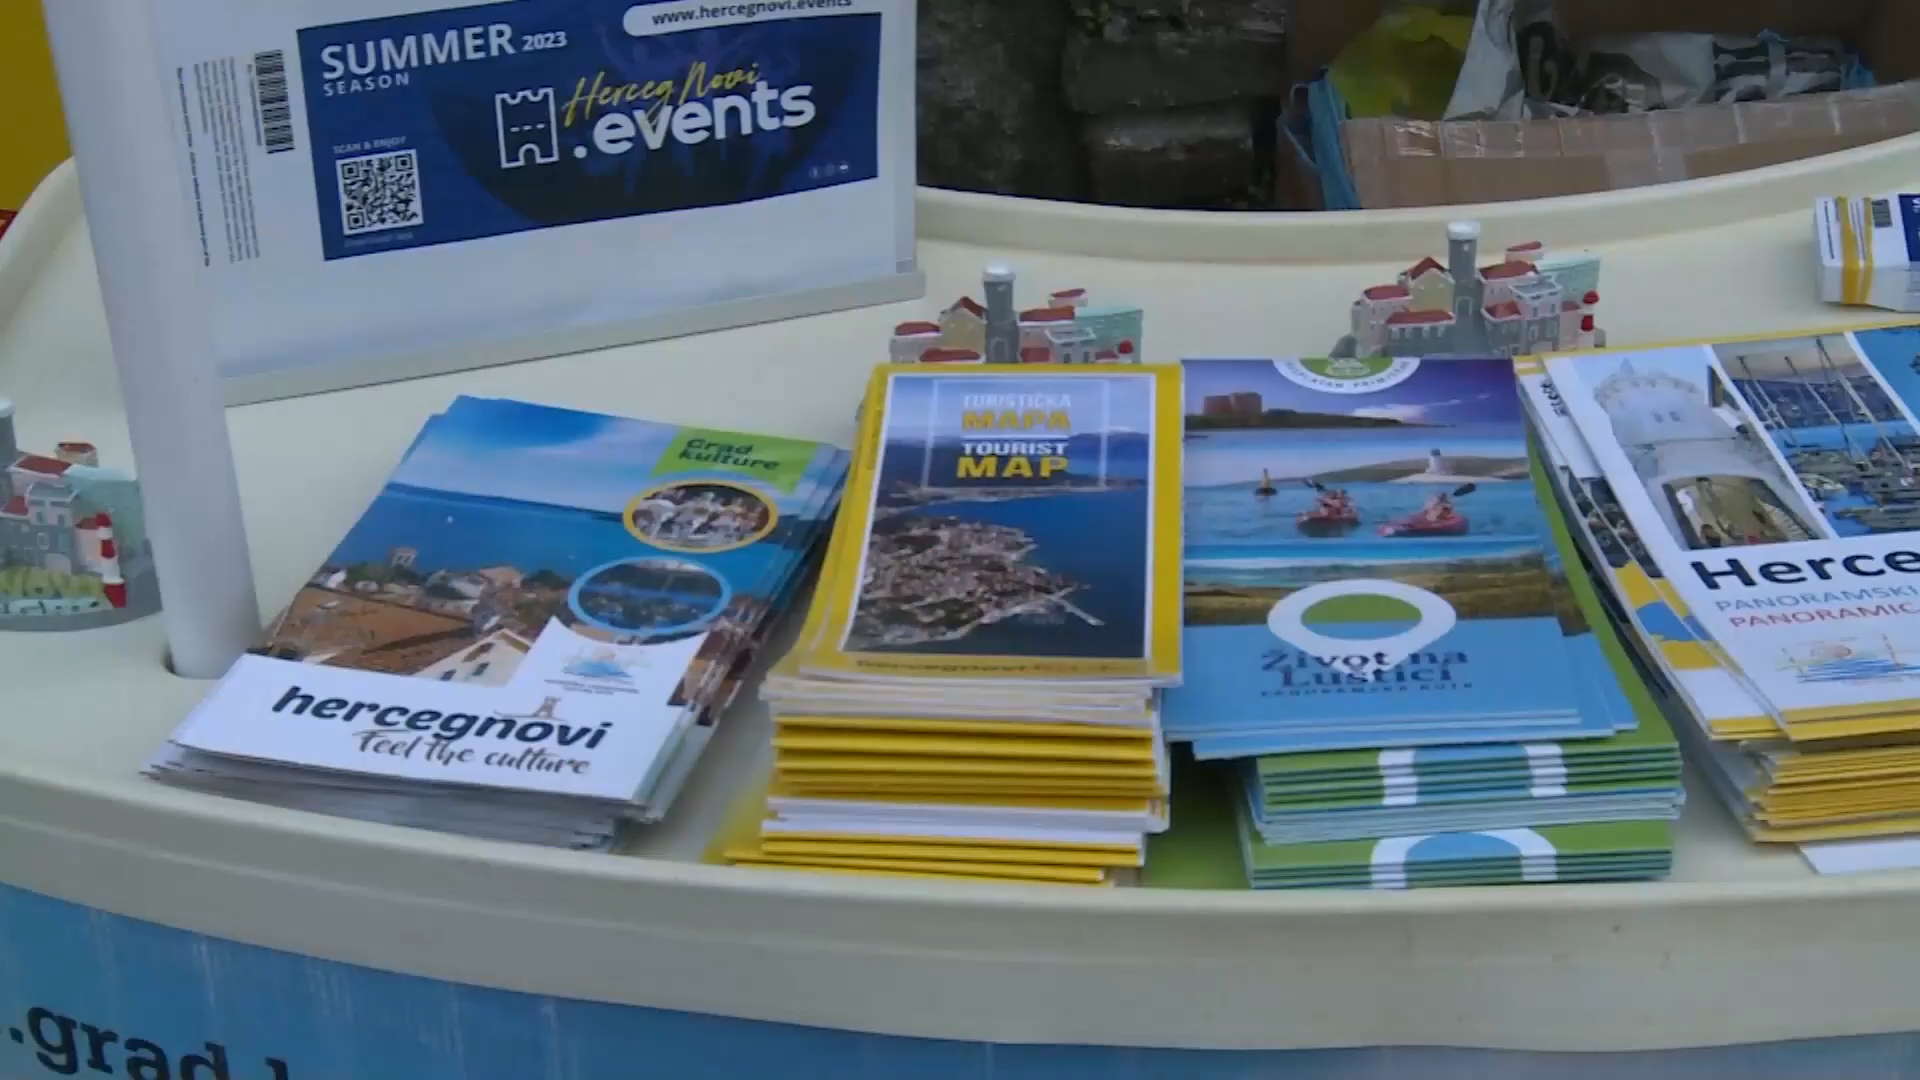 www.hercegnovi.events
SUMMER 2023
SEASON
Herceg Novi
.events
SCAN & ENJOY
Grad
kulture
hercegnovi
Feel the culture
TURISTIČKA
MAPA
TOURIST
MAP
Život na
Luštici
Herce
PANORAMSKI
PANORAMIC
.grad.